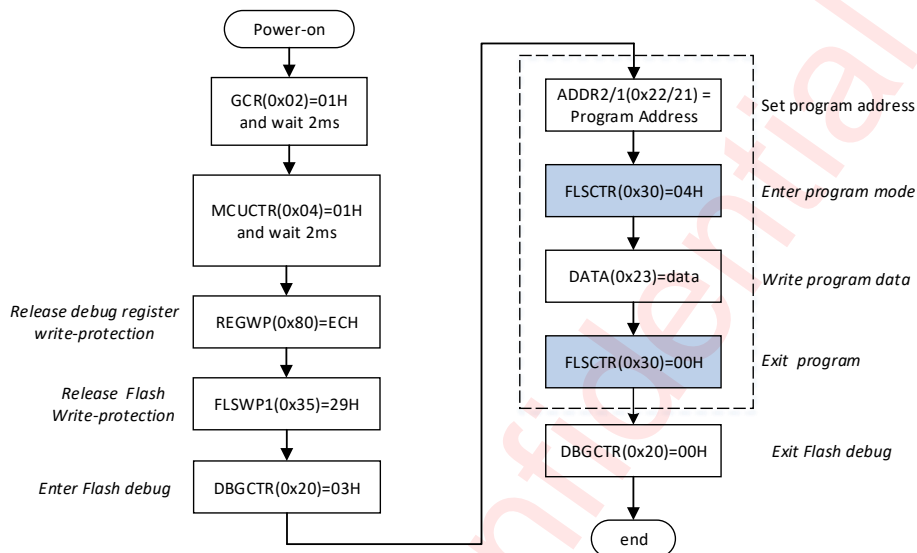 Power-on
GCR(0x02)=01H
and wait 2ms
MCUCTR(0x04)=01H
and wait 2ms
Release debug register
write-protection
REGWP(0x80)=ECH
Release Flash
Write-protection
FLSWP1(0x35)=29H
Enter Flash debug
DBGCTR(0x20)=03H
ADDR2/1(0x22/21) =
Program Address
Set program address
FLSCTR(0x30)=04H
Enter program mode
DATA(0x23)=data
Write program data
FLSCTR(0x30)=00H
Exit program
DBGCTR(0x20)=00H
Exit Flash debug
end
nfidential